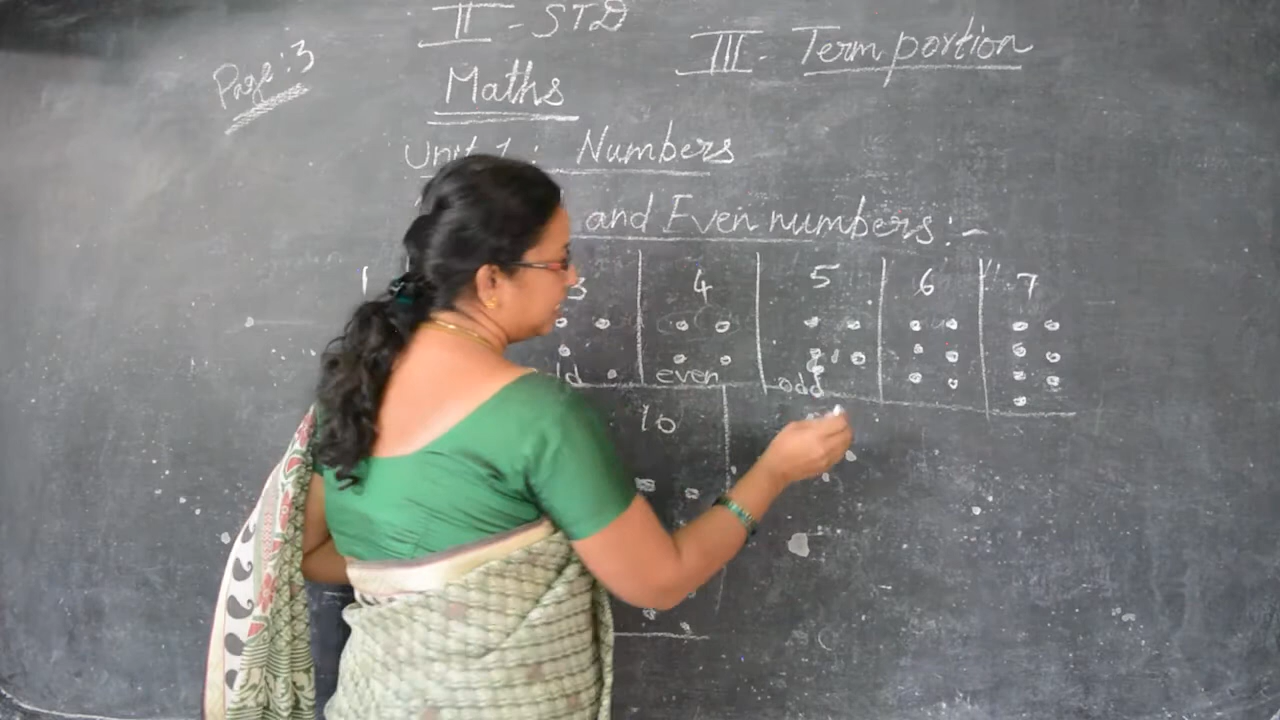 II - STD
Page : 3
III - Term portion
Maths
Unit 1 : Numbers
and Even numbers :-
3 4 5 6 7
even odd
10